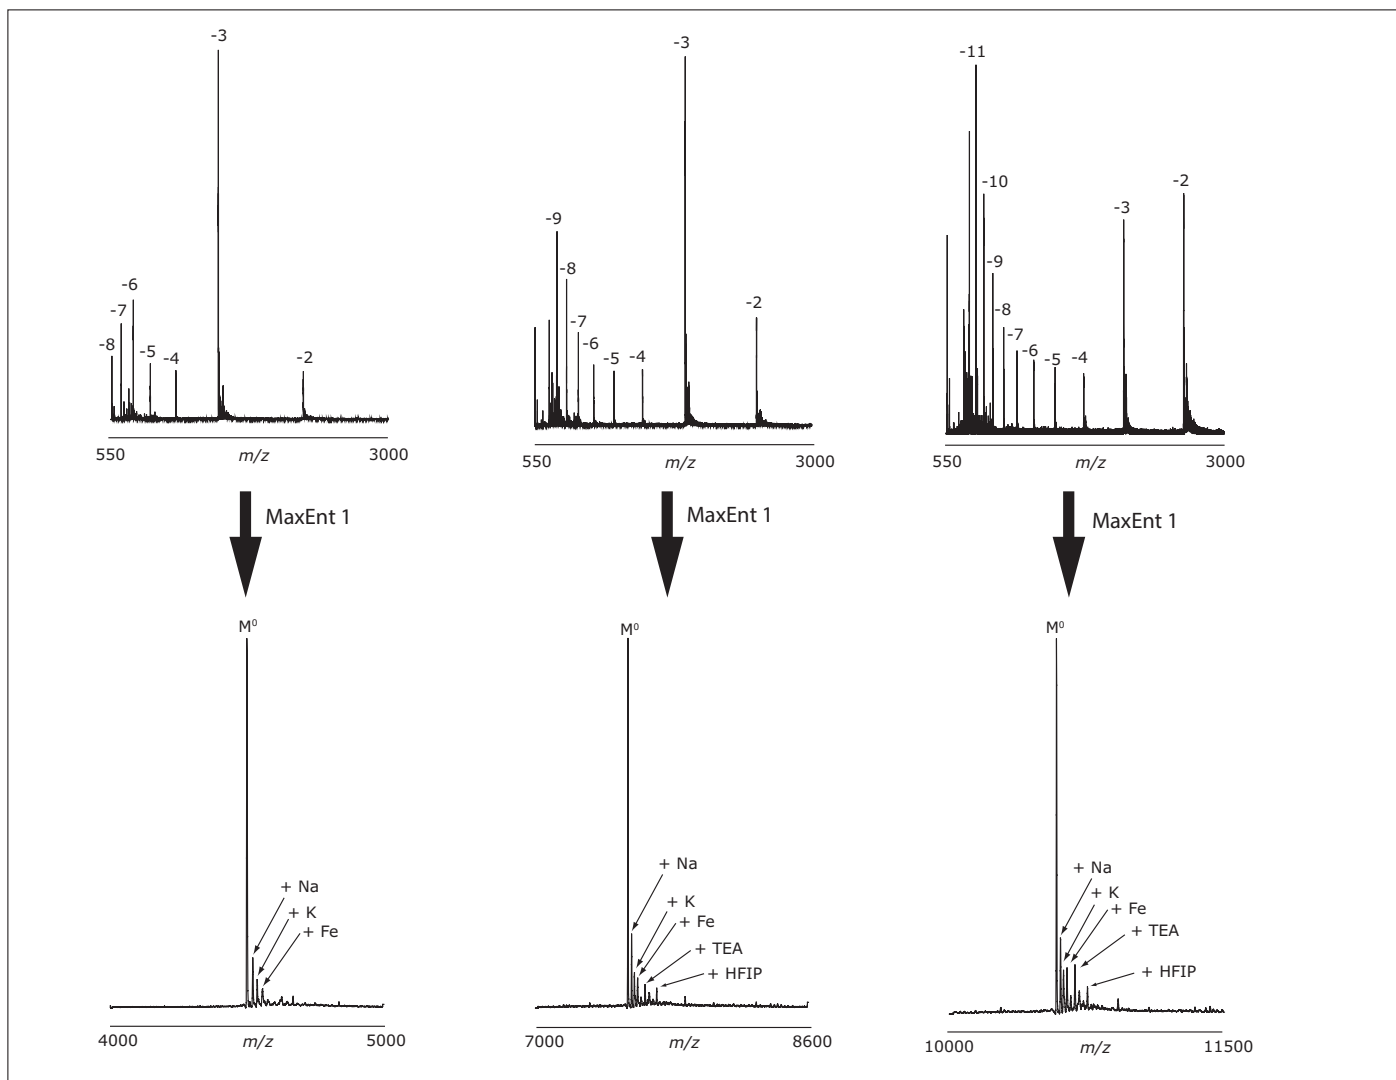 -3
-6
-7
-8
-5
-4
-2
550
m/z
3000
-3
-9
-8
-7
-6
-5
-4
-2
550
m/z
3000
-11
-10
-9
-8
-7
-6
-5
-4
-3
-2
550
m/z
3000
MaxEnt 1
MaxEnt 1
MaxEnt 1
M⁰
+ Na
+ K
+ Fe
4000
m/z
5000
M⁰
+ Na
+ K
+ Fe
+ TEA
+ HFIP
7000
m/z
8600
M⁰
+ Na
+ K
+ Fe
+ TEA
+ HFIP
10000
m/z
11500